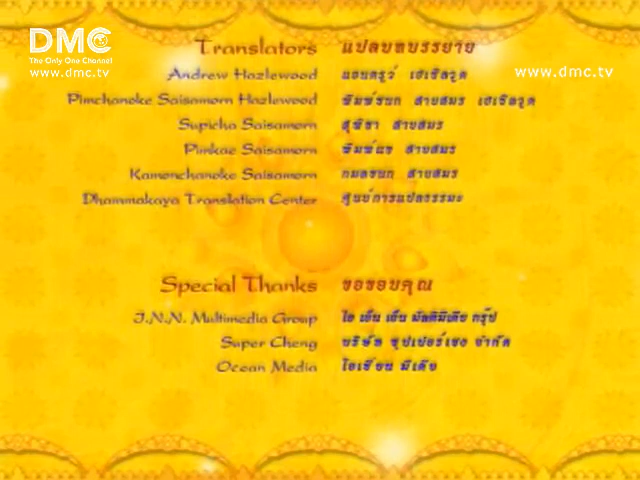 DMC
The Only One Channel
www.dmc.tv
www.dmc.tv
Translators แปลบทบรรยาย
Andrew Hazlewood แอนดรูว์ เฮเซิลวูด
Pimchanoke Saisamorn Hazlewood พิมพ์ชนก สายสมร เฮเซิลวูด
Supicha Saisamorn สุพิชา สายสมร
Pimkae Saisamorn พิมพ์แข สายสมร
Kamonchanoke Saisamorn กมลชนก สายสมร
Dhammakaya Translation Center ศูนย์การแปลธรรมะ
Special Thanks ขอขอบคุณ
I.N.N. Multimedia Group ไอ เอ็น เอ็น มัลติมีเดีย กรุ๊ป
Super Cheng บริษัท ซุปเปอร์เชง จำกัด
Ocean Media โอเชียน มีเดีย